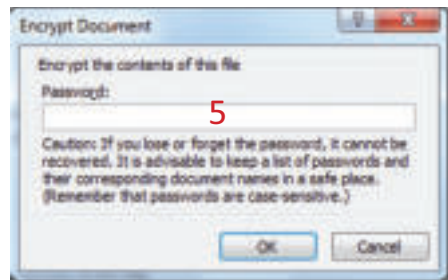 Encrypt Document
Encrypt the contents of this file
Password:
5
Caution: If you lose or forget the password, it cannot be
recovered. It is advisable to keep a list of passwords and
their corresponding document names in a safe place.
(Remember that passwords are case-sensitive.)
OK Cancel